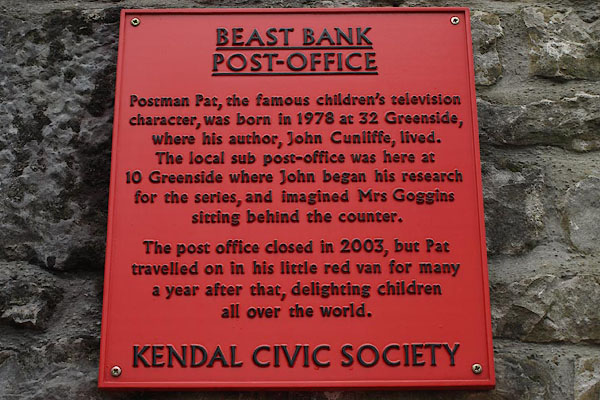 BEAST BANK
POST-OFFICE
Postman Pat, the famous children's television
character, was born in 1978 at 32 Greenside,
where his author, John Cunliffe, lived.
The local sub post-office was here at
10 Greenside where John began his research
for the series, and imagined Mrs Goggins
sitting behind the counter.
The post office closed in 2003, but Pat
travelled on in his little red van for many
a year after that, delighting children
all over the world.
KENDAL CIVIC SOCIETY